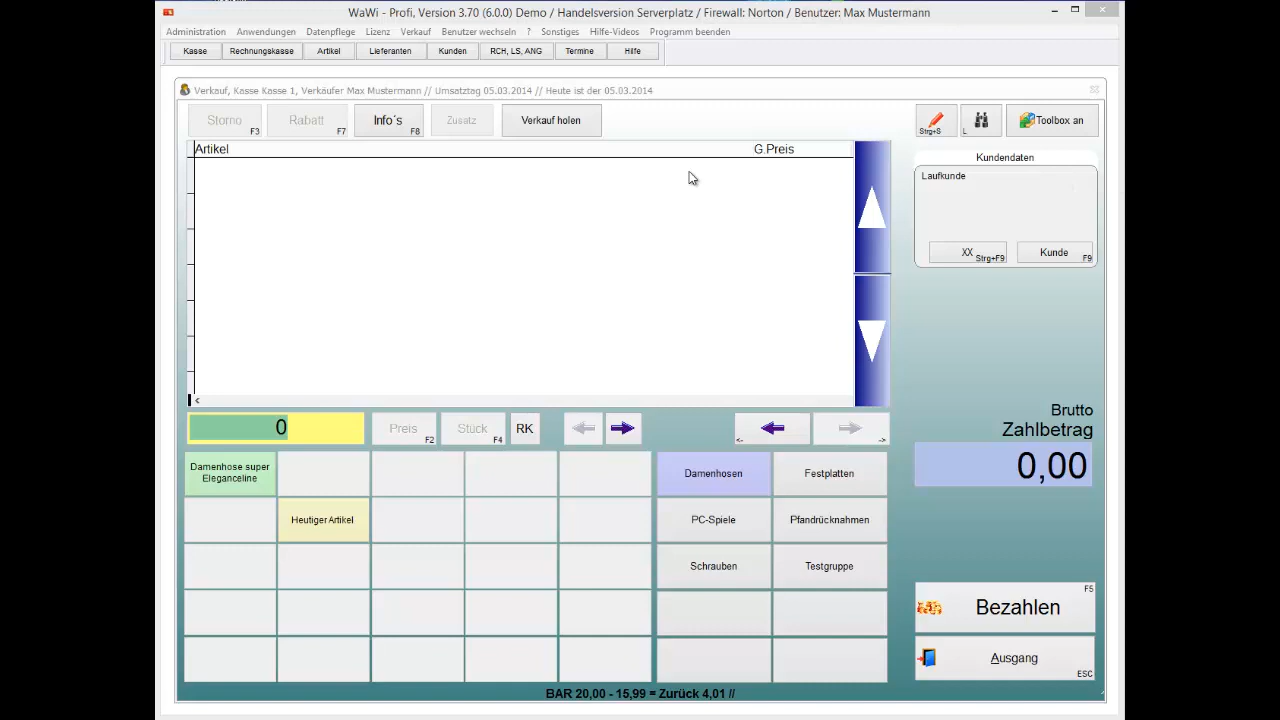 WaWi - Profi, Version 3.70 (6.0.0) Demo / Handelsversion Serverplatz / Firewall: Norton / Benutzer: Max Mustermann
Administration Anwendungen Datenpflege Lizenz Verkauf Benutzer wechseln ? Sonstiges Hilfe-Videos Programm beenden
Kasse Rechnungskasse Artikel Lieferanten Kunden RCH, LS, ANG Termine Hilfe
Verkauf, Kasse Kasse 1, Verkäufer Max Mustermann // Umsatztag 05.03.2014 // Heute ist der 05.03.2014
Storno F3 Rabatt F7 Info´s F8 Zusatz Verkauf holen Strg+S L Toolbox an
Artikel G.Preis
Kundendaten
Laufkunde
XX Strg+F9 Kunde F9
<
0 Preis F2 Stück F4 RK <- ->
Brutto
Zahlbetrag
0,00
Damenhose super
Eleganceline
Damenhosen Festplatten
Heutiger Artikel PC-Spiele Pfandrücknahmen
Schrauben Testgruppe
Bezahlen F5
Ausgang ESC
BAR 20,00 - 15,99 = Zurück 4,01 //